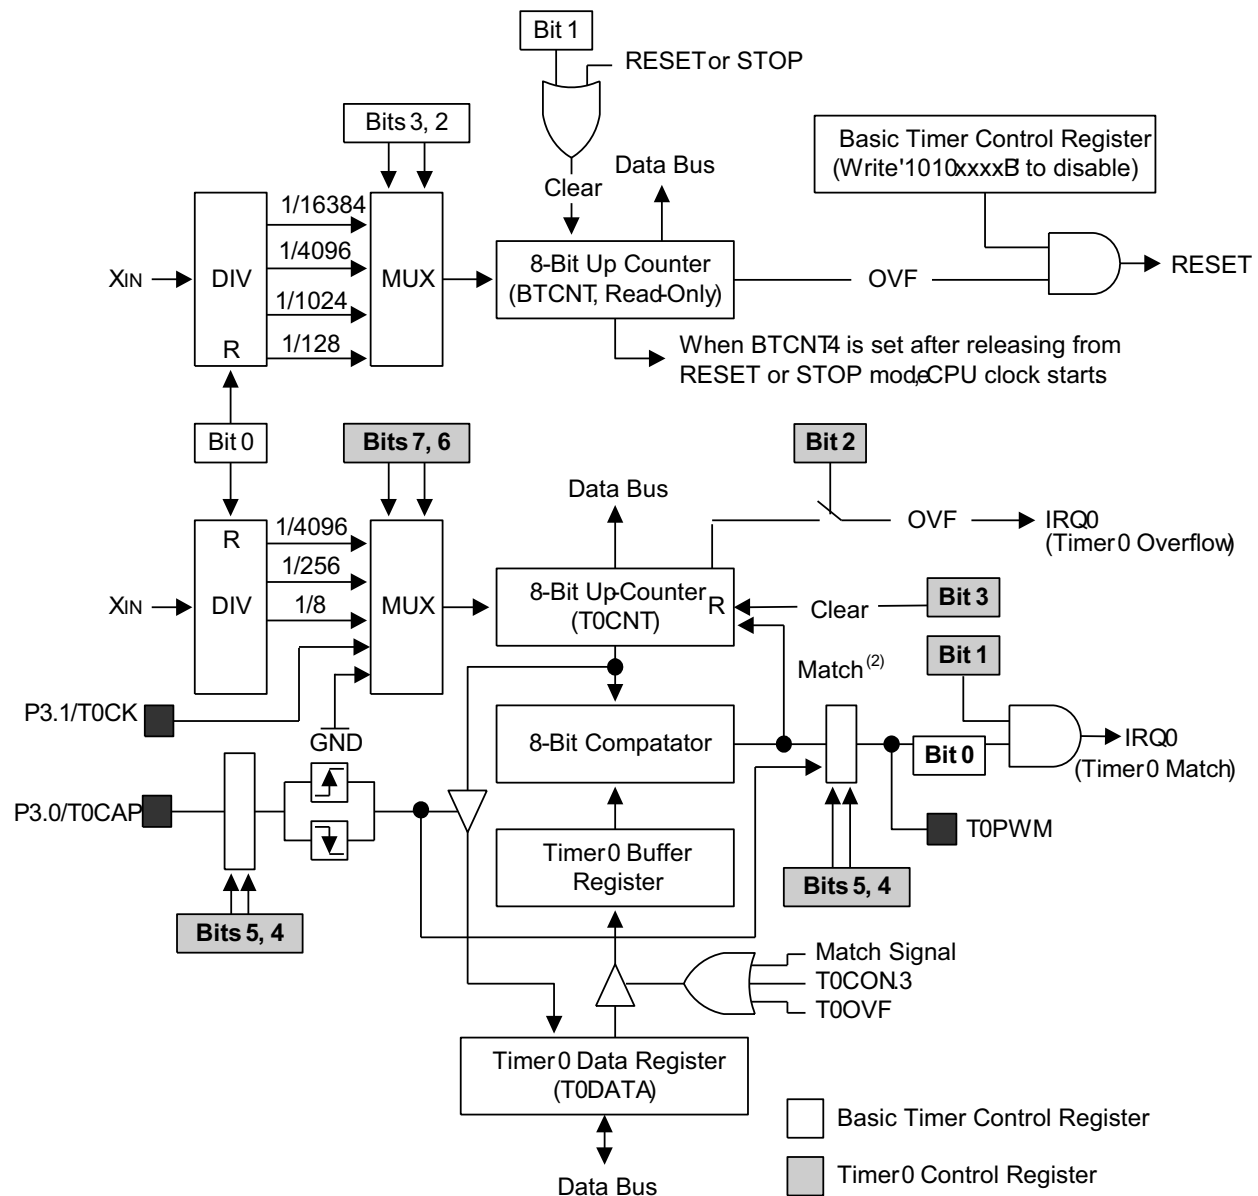 Bit 1
RESET or STOP
Bits 3, 2
Basic Timer Control Register
(Write '1010xxxxB' to disable)
Data Bus
Clear
1/16384
1/4096
1/1024
1/128
XIN
DIV
R
MUX
8-Bit Up Counter
(BTCNT, Read-Only)
OVF
RESET
When BTCNT4 is set after releasing from
RESET or STOP mode, CPU clock starts
Bit 0
Bits 7, 6
Bit 2
Data Bus
OVF
IRQ0
(Timer 0 Overflow)
R
1/4096
1/256
1/8
XIN
DIV
MUX
8-Bit Up-Counter
(T0CNT)
R
Clear
Bit 3
Match (2)
Bit 1
P3.1/T0CK
GND
8-Bit Compatator
Bit 0
IRQ0
(Timer 0 Match)
P3.0/T0CAP
T0PWM
Timer 0 Buffer
Register
Bits 5, 4
Bits 5, 4
Match Signal
T0CON.3
T0OVF
Timer 0 Data Register
(T0DATA)
Data Bus
Basic Timer Control Register
Timer 0 Control Register